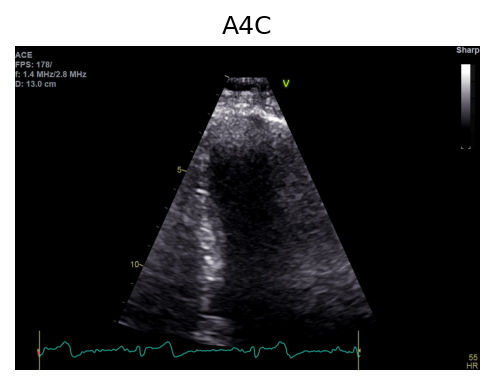 A4C
ACE
FPS: 178/
f: 1.4 MHz/2.8 MHz
D: 13.0 cm
Sharp
V
5
10
55
HR